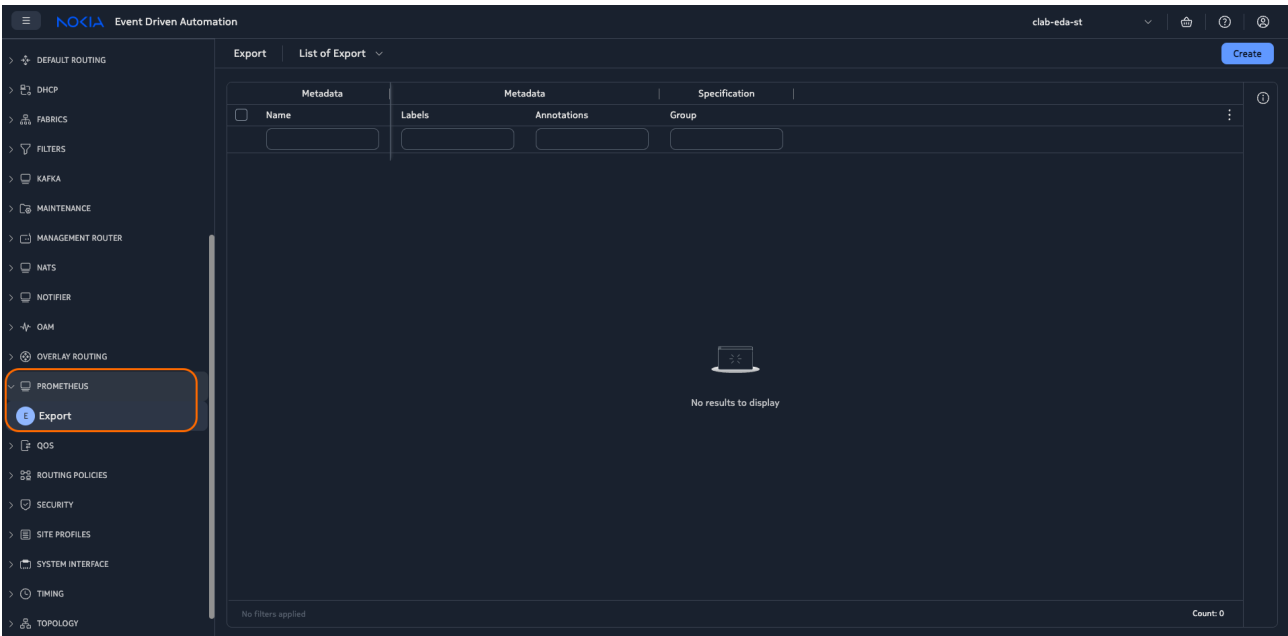 NOKIA Event Driven Automation
clab-eda-st
DEFAULT ROUTING
DHCP
FABRICS
FILTERS
KAFKA
MAINTENANCE
MANAGEMENT ROUTER
NATS
NOTIFIER
OAM
OVERLAY ROUTING
PROMETHEUS
E Export
QOS
ROUTING POLICIES
SECURITY
SITE PROFILES
SYSTEM INTERFACE
TIMING
TOPOLOGY
Export List of Export
Create
Metadata Metadata Specification
Name Labels Annotations Group
No results to display
No filters applied Count: 0